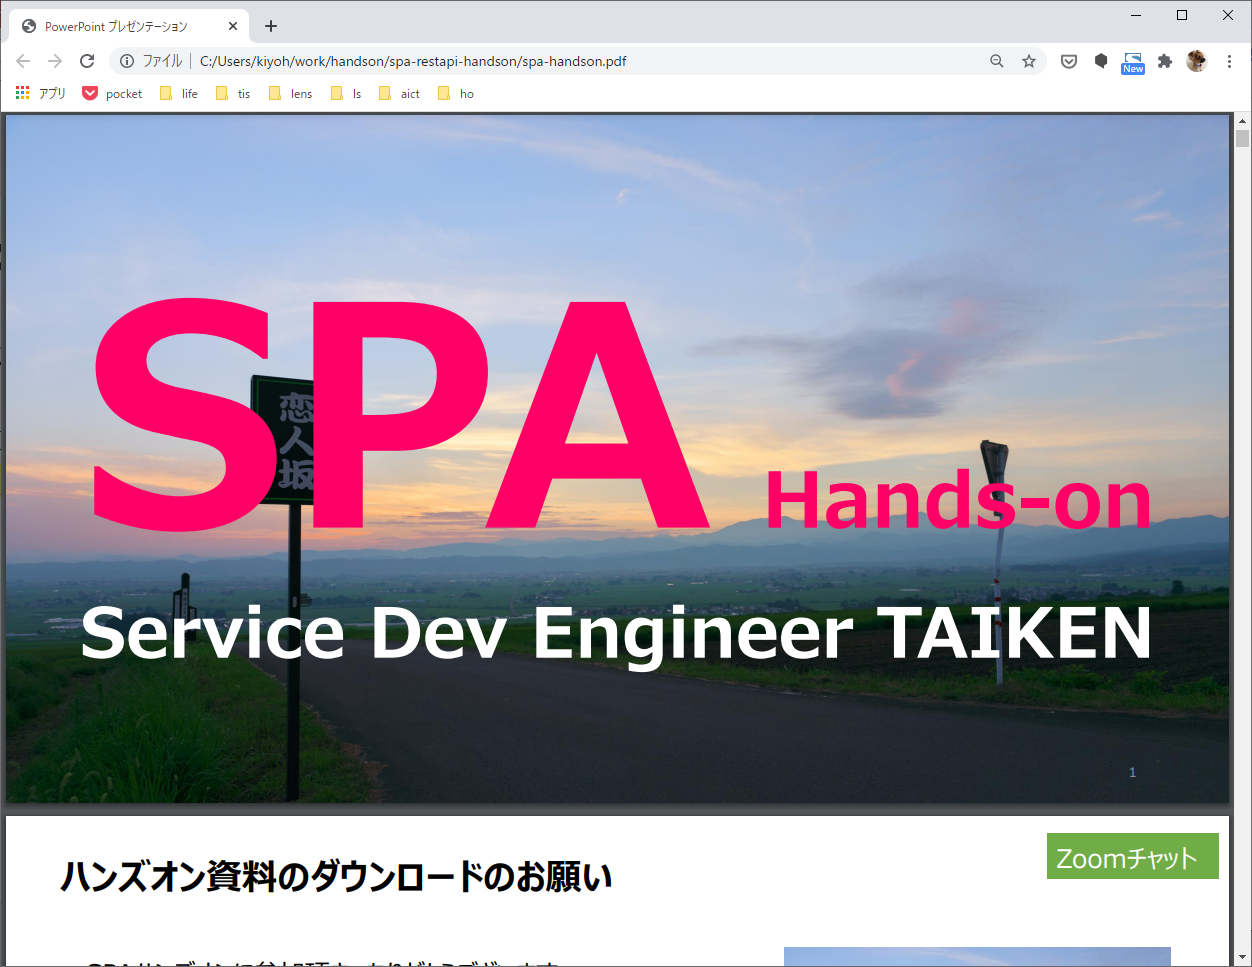 PowerPoint プレゼンテーション
ファイル C:/Users/kiyoh/work/handson/spa-restapi-handson/spa-handson.pdf
New
アプリ pocket life tis lens ls aict ho
恋人坂
SPA Hands-on
Service Dev Engineer TAIKEN
1
ハンズオン資料のダウンロードのお願い
Zoomチャット